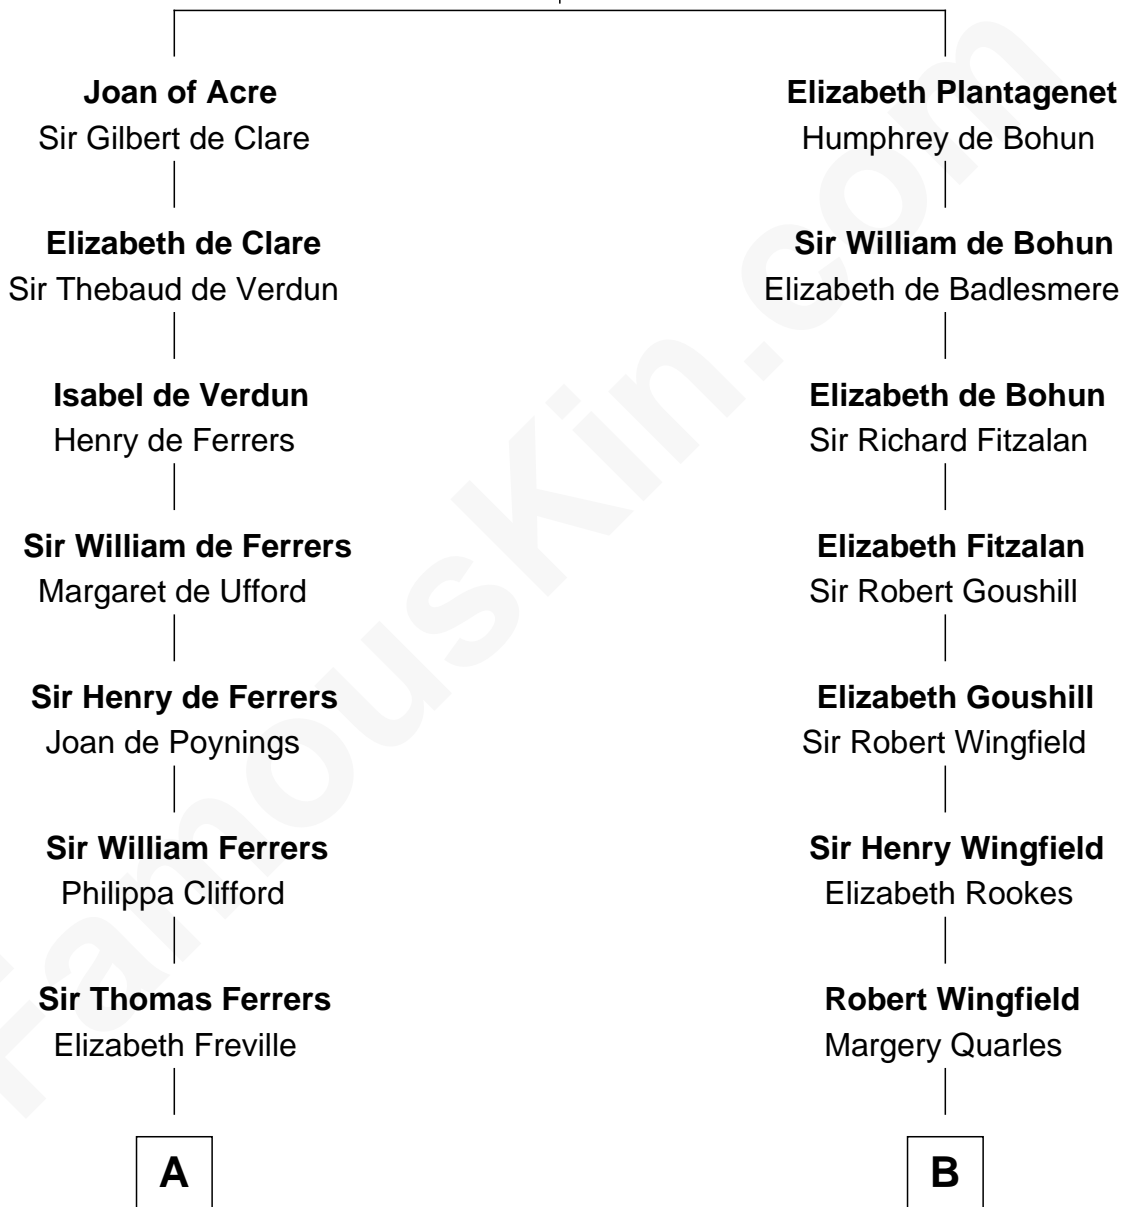 Joan of Acre
Sir Gilbert de Clare
Elizabeth de Clare
Sir Thebaud de Verdun
Isabel de Verdun
Henry de Ferrers
Sir William de Ferrers
Margaret de Ufford
Sir Henry de Ferrers
Joan de Poynings
Sir William Ferrers
Philippa Clifford
Sir Thomas Ferrers
Elizabeth Freville
A
Elizabeth Plantagenet
Humphrey de Bohun
Sir William de Bohun
Elizabeth de Badlesmere
Elizabeth de Bohun
Sir Richard Fitzalan
Elizabeth Fitzalan
Sir Robert Goushill
Elizabeth Goushill
Sir Robert Wingfield
Sir Henry Wingfield
Elizabeth Rookes
Robert Wingfield
Margery Quarles
B
FamousKin.com